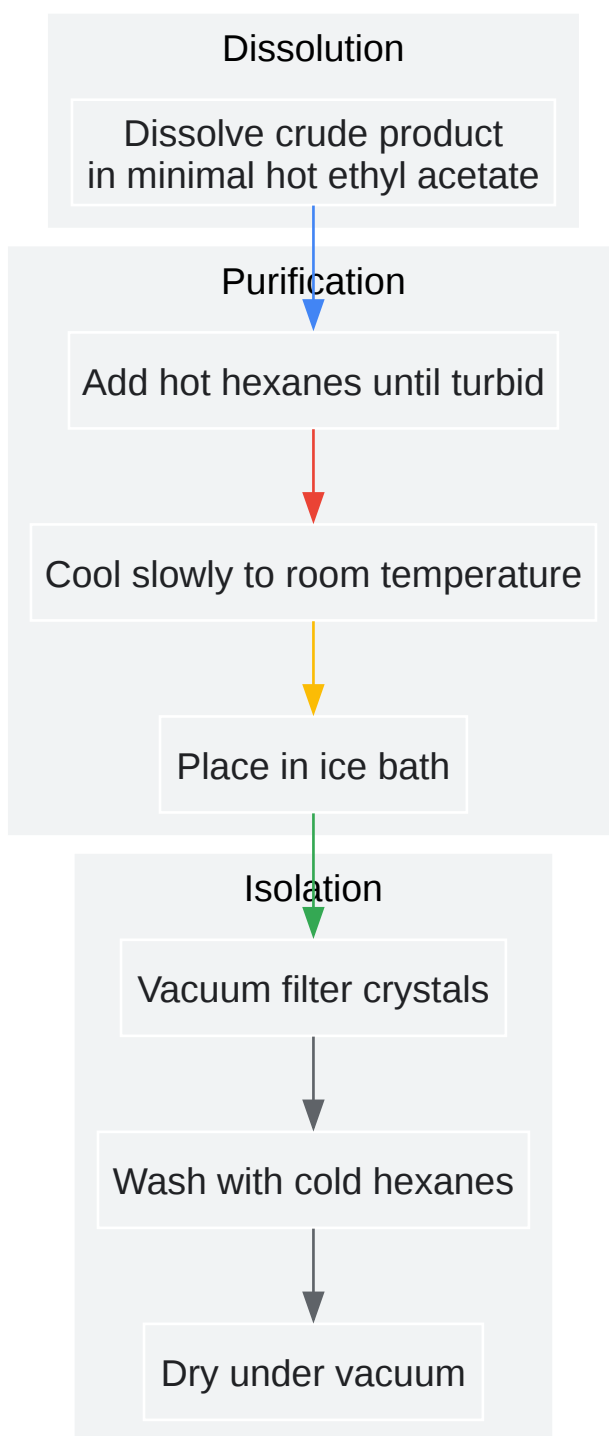 Dissolution
Dissolve crude product
in minimal hot ethyl acetate
Purification
Add hot hexanes until turbid
Cool slowly to room temperature
Place in ice bath
Isolation
Vacuum filter crystals
Wash with cold hexanes
Dry under vacuum